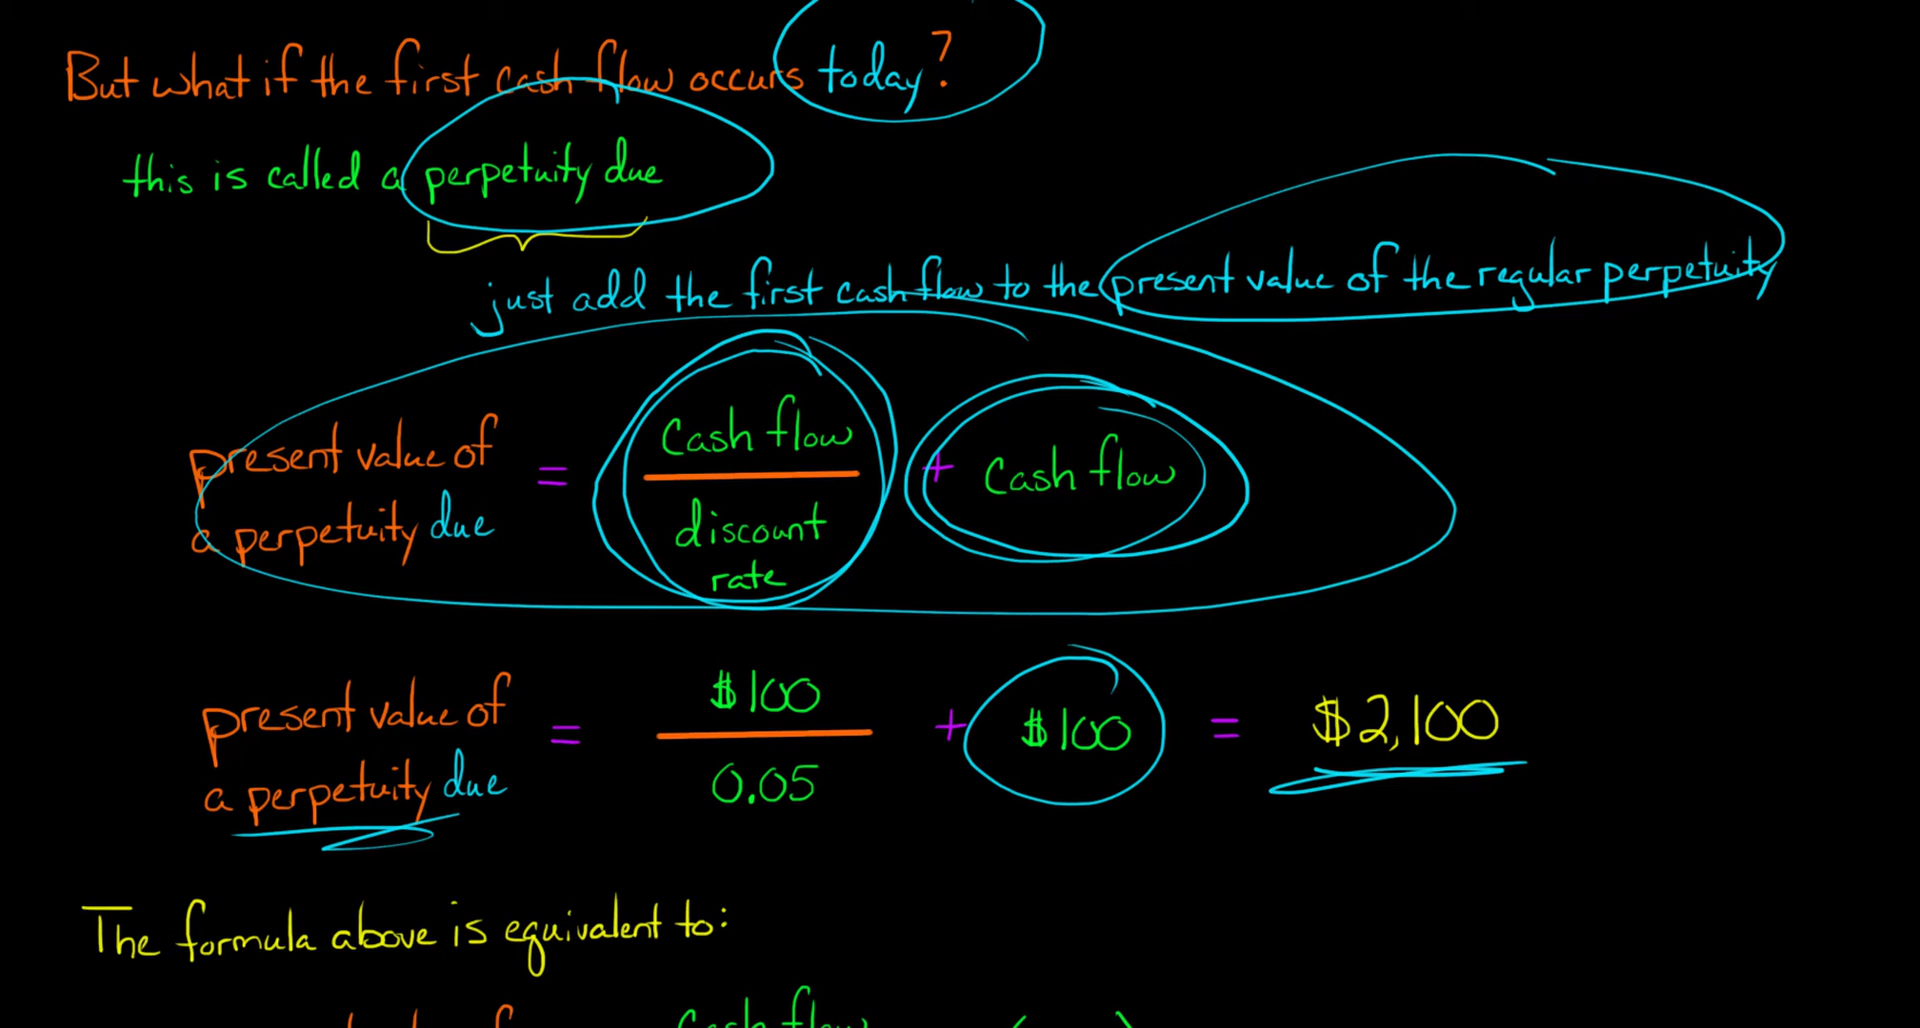 But what if the first cash flow occurs today?
this is called a perpetuity due
just add the first cash flow to the present value of the regular perpetuity
present value of a perpetuity due = Cash flow / discount rate + Cash flow
present value of a perpetuity due = $100 / 0.05 + $100 = $2,100
The formula above is equivalent to:
Cash flow